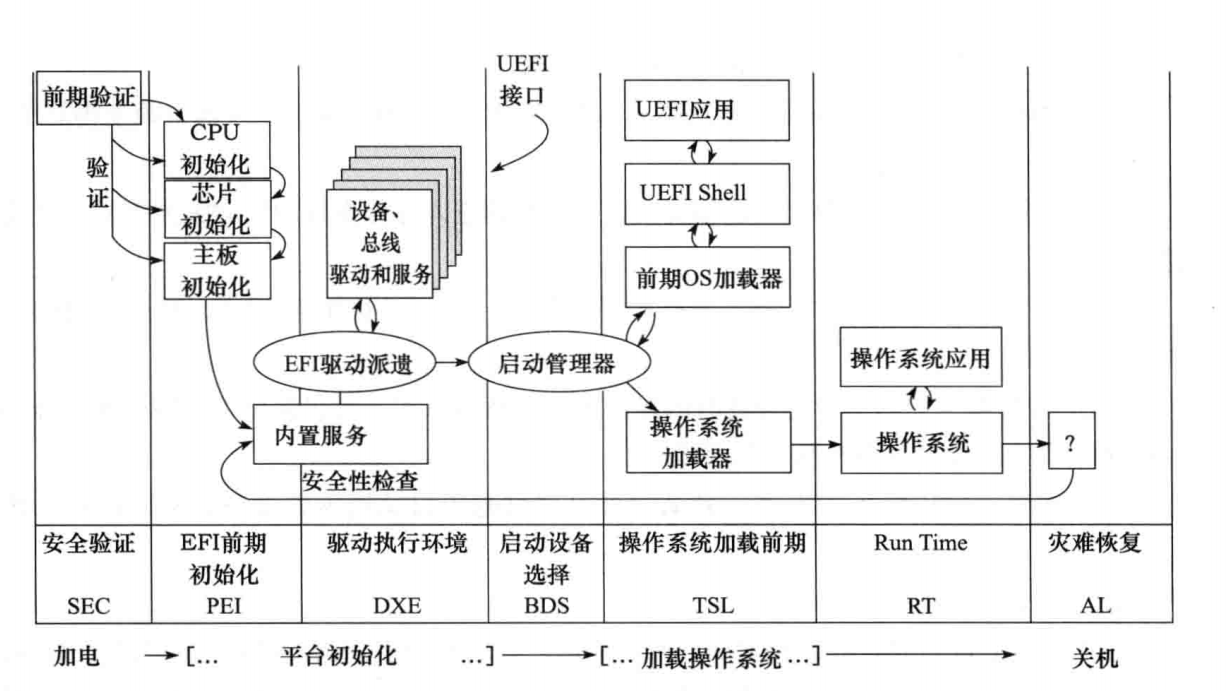 前期验证
验
证
CPU
初始化
芯片
初始化
主板
初始化
设备、
总线
驱动和服务
EFI驱动派遣
内置服务
安全性检查
UEFI
接口
启动管理器
UEFI应用
UEFI Shell
前期OS加载器
操作系统
加载器
操作系统应用
操作系统
?
安全验证
SEC
EFI前期
初始化
PEI
驱动执行环境
DXE
启动设备
选择
BDS
操作系统加载前期
TSL
Run Time
RT
灾难恢复
AL
加电
[… 平台初始化 …]
[… 加载操作系统 …]
关机